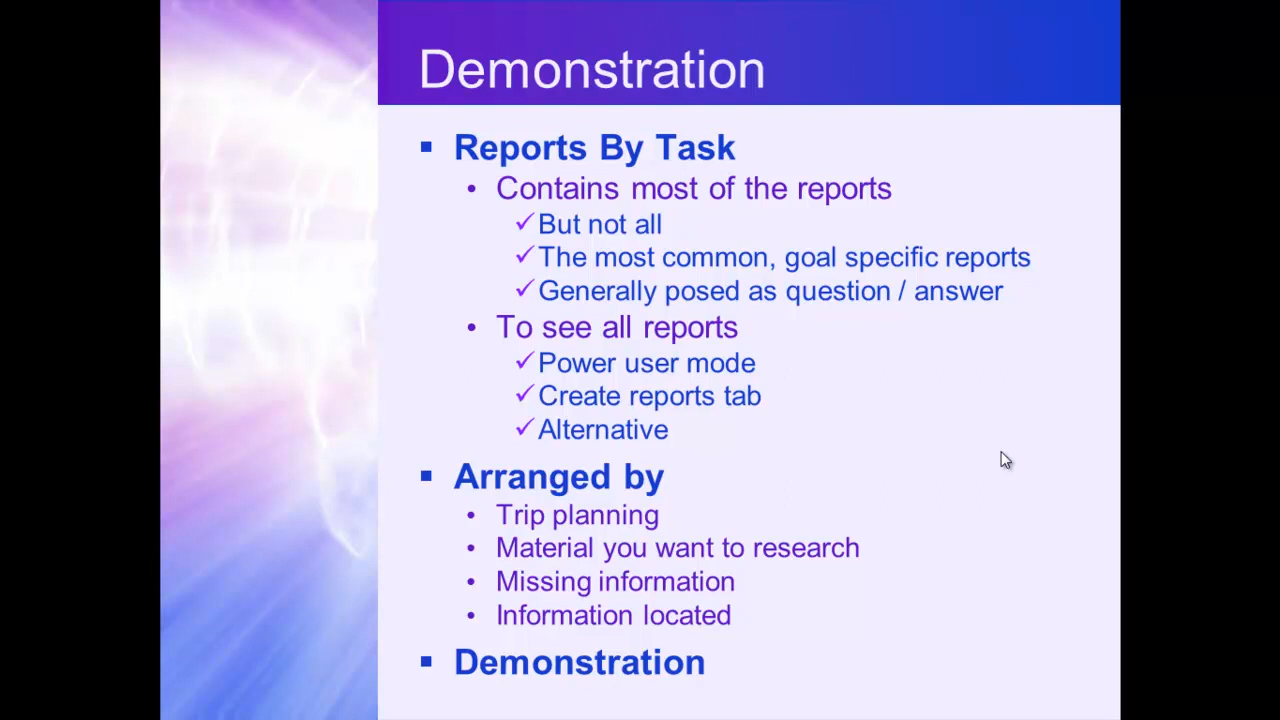 Demonstration
Reports By Task
Contains most of the reports
But not all
The most common, goal specific reports
Generally posed as question / answer
To see all reports
Power user mode
Create reports tab
Alternative
Arranged by
Trip planning
Material you want to research
Missing information
Information located
Demonstration